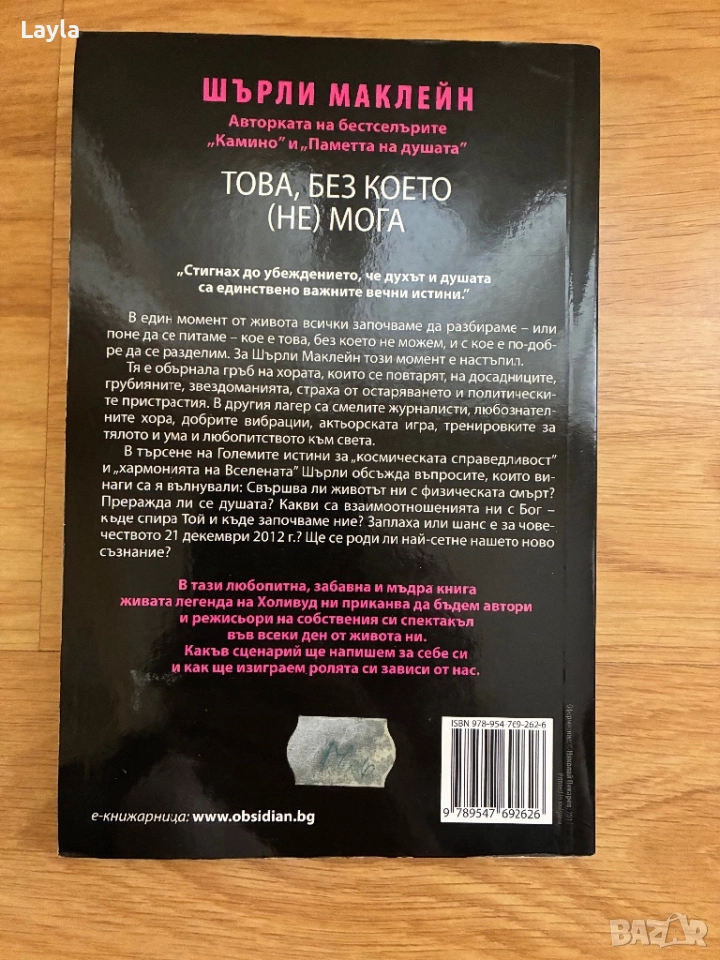 Layla
ШЪРЛИ МАКЛЕЙН
Авторката на бестселърите
„Камино” и „Паметта на душата”
ТОВА, БЕЗ КОЕТО
(НЕ) МОГА
„Стигнах до убеждението, че духът и душата
са единствено важните вечни истини.”
В един момент от живота всички започваме да разбираме – или
поне да се питаме – кое е това, без което не можем, и с кое е по-доб-
ре да се разделим. За Шърли Маклейн този момент е настъпил.
Тя е обърнала гръб на хората, които се повтарят, на досадниците,
грубияните, звездоманията, страха от остаряването и политически-
те пристрастия. В другия лагер са смелите журналисти, любознател-
ните хора, добрите вибрации, актьорската игра, тренировките за
тялото и ума и любопитството към света.
В търсене на Големите истини за „космическата справедливост”
и „хармонията на Вселената” Шърли обсъжда въпросите, които ви-
наги са я вълнували: Свършва ли животът ни с физическата смърт?
Преражда ли се душата? Какви са взаимоотношенията ни с Бог –
къде спира Той и къде започваме ние? Заплаха или шанс е за чове-
чеството 21 декември 2012 г.? Ще се роди ли най-сетне нашето ново
съзнание?
В тази любопитна, забавна и мъдра книга
живата легенда на Холивуд ни приканва да бъдем автори
и режисьори на собствения си спектакъл
във всеки ден от живота ни.
Какъв сценарий ще напишем за себе си
и как ще изиграем ролята си зависи от нас.
ISBN 978-954-769-262-6
9 789547 692626
е-книжарница: www.obsidian.bg
BAZAR